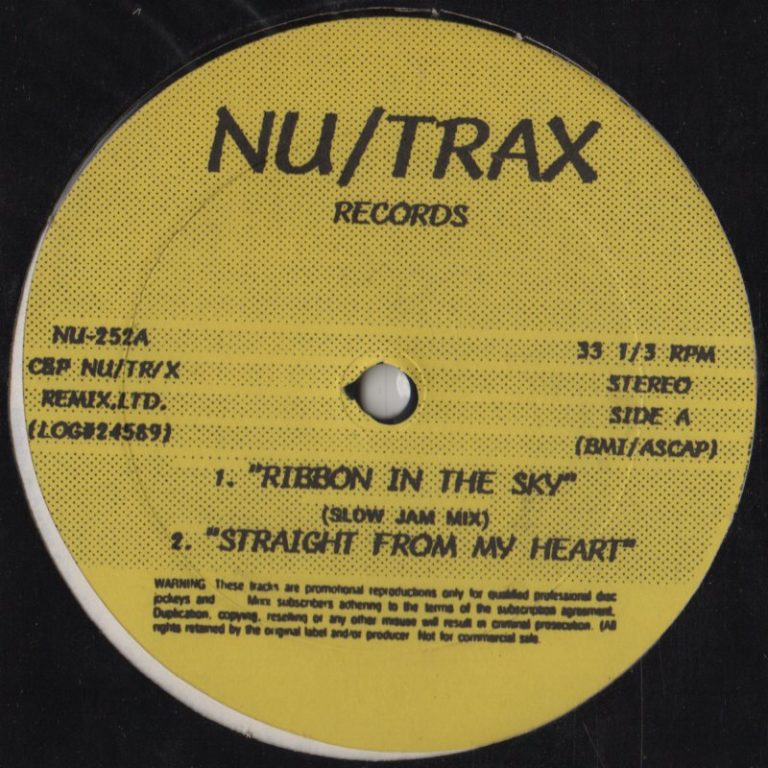 NU/TRAX
RECORDS
NU-252A
CBP NU/TR/X
REMIX,LTD.
(LOG#24569)
33 1/3 RPM
STEREO
SIDE A
(BMI/ASCAP)
1. "RIBBON IN THE SKY"
(SLOW JAM MIX)
2. "STRAIGHT FROM MY HEART"
WARNING These tracks are promotional reproductions only for qualified professional disc
jockeys and Mixx subscribers adhering to the terms of the subscription agreement.
Duplication, copying, reselling or any other misuse will result in criminal prosecution. (All
rights retained by the original label and/or producer Not for commercial sale.